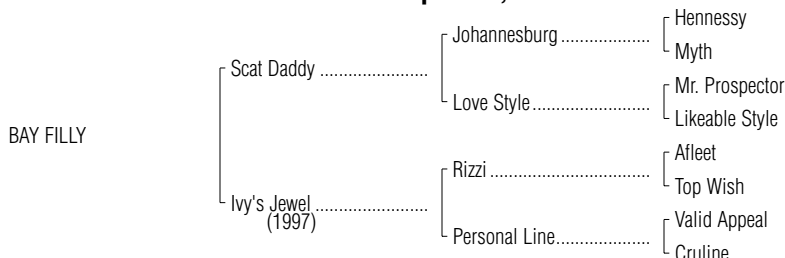 Hennessy
Johannesburg ...................
Myth
Scat Daddy .......................
Mr. Prospector
Love Style .........................
Likeable Style
BAY FILLY
Afleet
Rizzi ..................................
Top Wish
Ivy's Jewel ........................
(1997)
Valid Appeal
Personal Line....................
Cruline